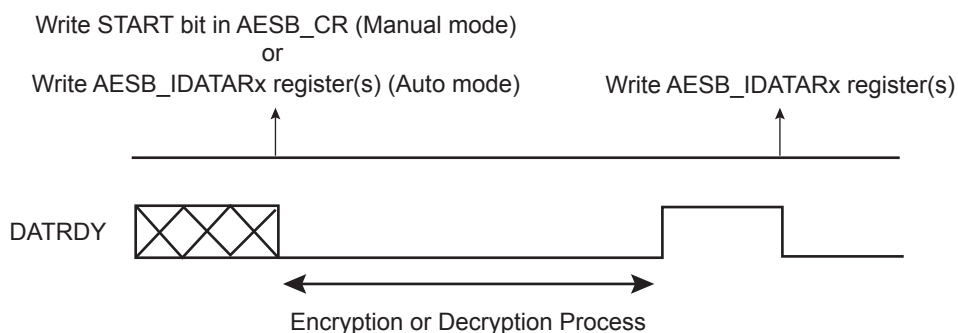 Write START bit in AESB_CR (Manual mode)
or
Write AESB_IDATARx register(s) (Auto mode)
Write AESB_IDATARx register(s)
DATRDY
Encryption or Decryption Process